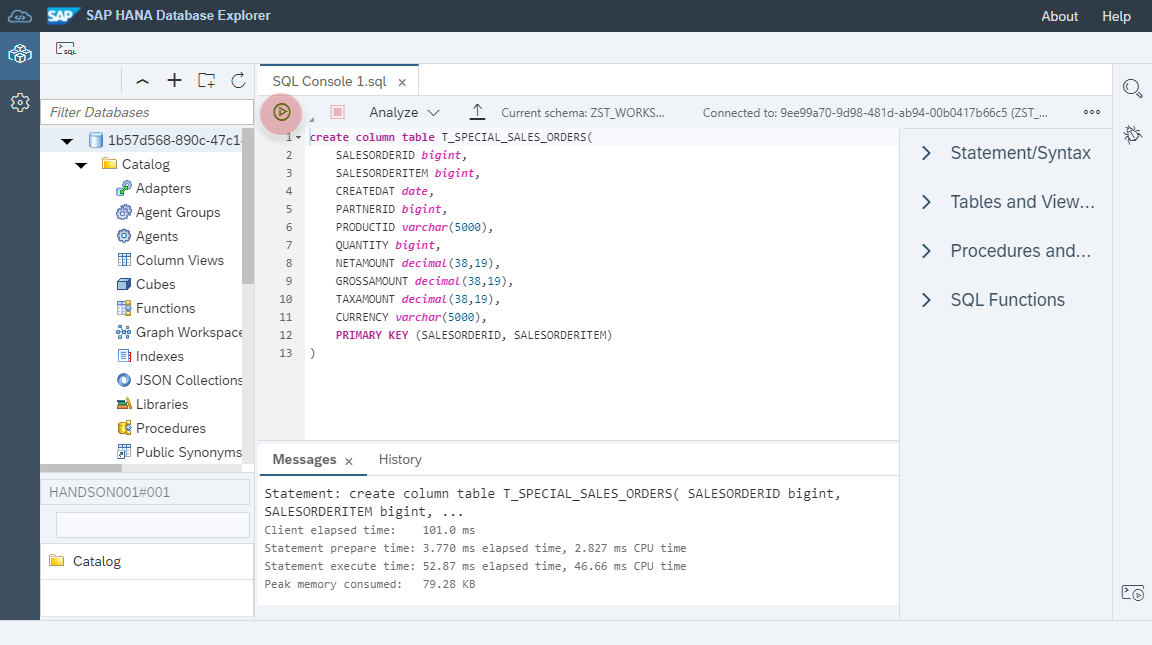 SAP SAP HANA Database Explorer
About Help
SQL
SQL Console 1.sql ×
Filter Databases
Analyze
Current schema: ZST_WORKS...
Connected to: 9ee99a70-9d98-481d-ab94-00b0417b66c5 (ZST_...
1b57d568-890c-47c1-
Catalog
Adapters
Agent Groups
Agents
Column Views
Cubes
Functions
Graph Workspace
Indexes
JSON Collections
Libraries
Procedures
Public Synonyms
HANDSON001#001
Catalog
1 create column table T_SPECIAL_SALES_ORDERS(
2 SALESORDERID bigint,
3 SALESORDERITEM bigint,
4 CREATEDAT date,
5 PARTNERID bigint,
6 PRODUCTID varchar(5000),
7 QUANTITY bigint,
8 NETAMOUNT decimal(38,19),
9 GROSSAMOUNT decimal(38,19),
10 TAXAMOUNT decimal(38,19),
11 CURRENCY varchar(5000),
12 PRIMARY KEY (SALESORDERID, SALESORDERITEM)
13 )
Messages × History
Statement: create column table T_SPECIAL_SALES_ORDERS( SALESORDERID bigint,
SALESORDERITEM bigint, ...
Client elapsed time: 101.0 ms
Statement prepare time: 3.770 ms elapsed time, 2.827 ms CPU time
Statement execute time: 52.87 ms elapsed time, 46.66 ms CPU time
Peak memory consumed: 79.28 KB
Statement/Syntax
Tables and View...
Procedures and...
SQL Functions